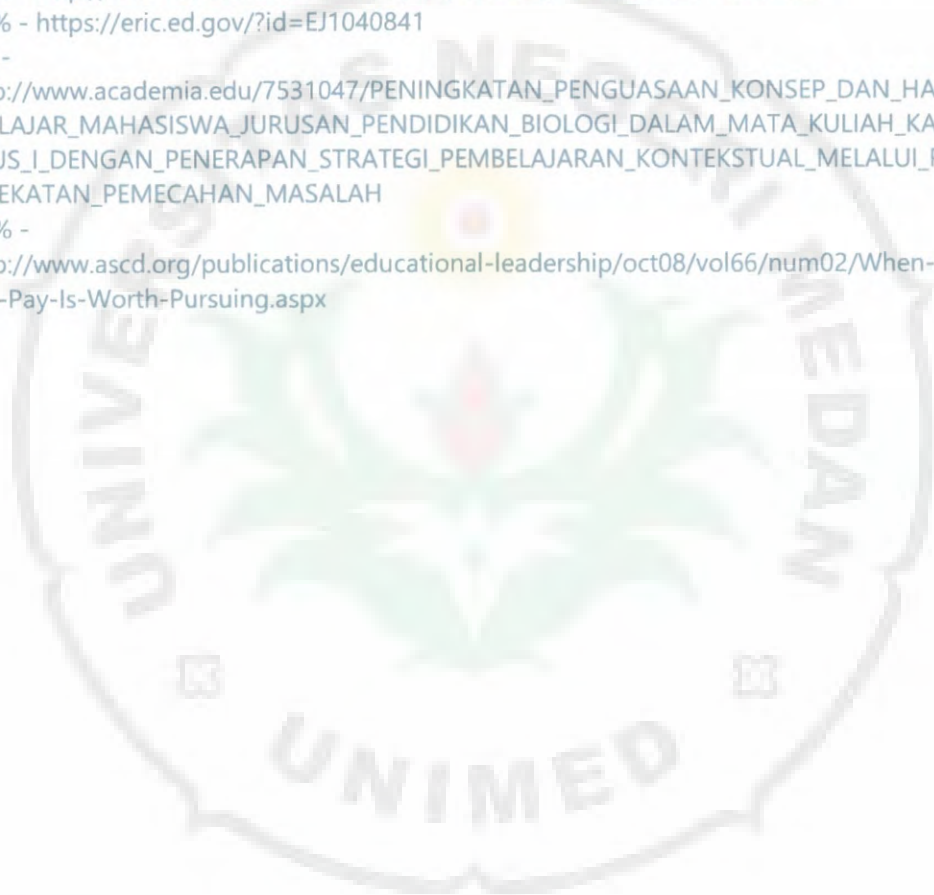 % - https://eric.ed.gov/?id=EJ1040841
-
o://www.academia.edu/7531047/PENINGKATAN_PENGUASAAN_KONSEP_DAN_HA
LAJAR_MAHASISWA_JURUSAN_PENDIDIKAN_BIOLOGI_DALAM_MATA_KULIAH_KA
US_I_DENGAN_PENERAPAN_STRATEGI_PEMBELAJARAN_KONTEKSTUAL_MELALUI_
EKATAN_PEMECAHAN_MASALAH
% -
o://www.ascd.org/publications/educational-leadership/oct08/vol66/num02/When-
-Pay-Is-Worth-Pursuing.aspx
UNIVERSITAS NEGERI MEDAN
UNIMED